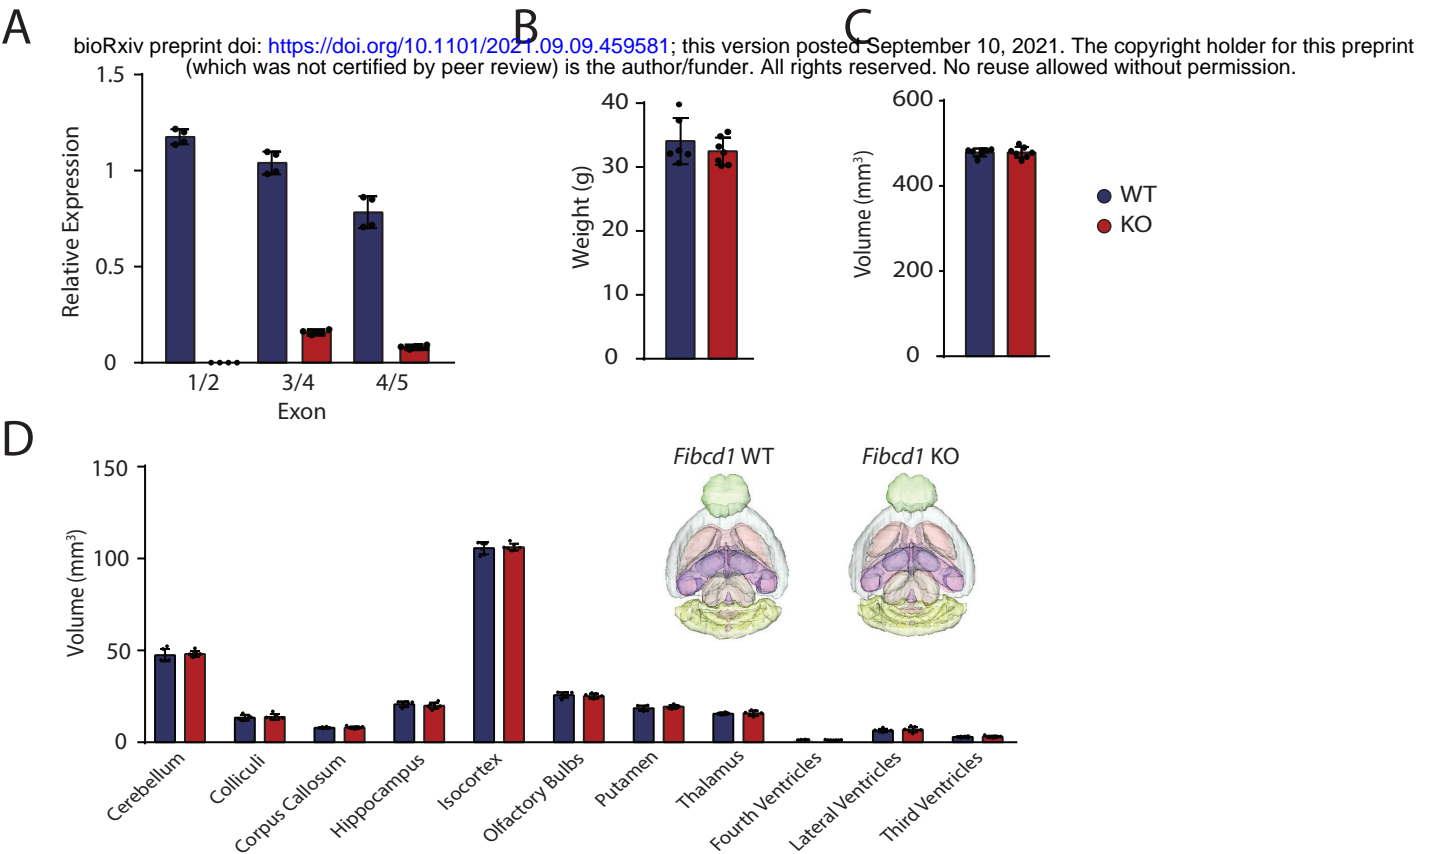 A
B
C
bioRxiv preprint doi: https://doi.org/10.1101/2021.09.09.459581; this version posted September 10, 2021. The copyright holder for this preprint
(which was not certified by peer review) is the author/funder. All rights reserved. No reuse allowed without permission.
1.5
1
0.5
0
Relative Expression
1/2
3/4
4/5
Exon
40
30
20
10
0
Weight (g)
600
400
200
0
Volume (mm³)
WT
KO
D
150
100
50
0
Volume (mm³)
Fibcd1 WT
Fibcd1 KO
Cerebellum
Colliculi
Corpus Callosum
Hippocampus
Isocortex
Olfactory Bulbs
Putamen
Thalamus
Fourth Ventricles
Lateral Ventricles
Third Ventricles